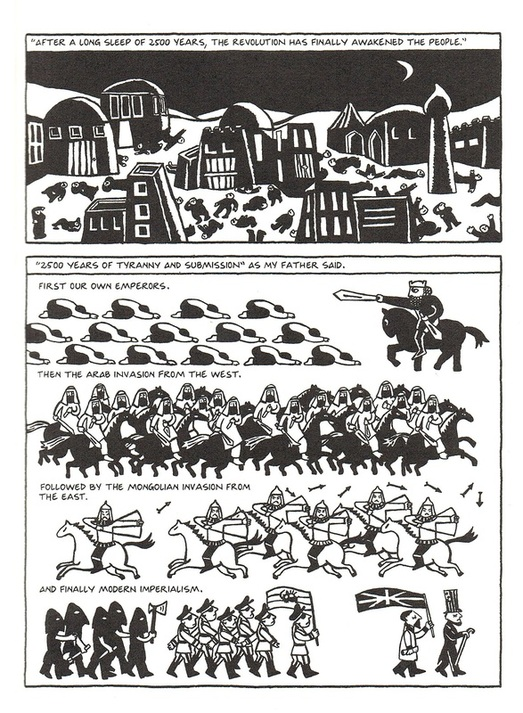 "AFTER A LONG SLEEP OF 2500 YEARS, THE REVOLUTION HAS FINALLY AWAKENED THE PEOPLE."
"2500 YEARS OF TYRANNY AND SUBMISSION" AS MY FATHER SAID.
FIRST OUR OWN EMPERORS.
THEN THE ARAB INVASION FROM THE WEST.
FOLLOWED BY THE MONGOLIAN INVASION FROM
THE EAST.
AND FINALLY MODERN IMPERIALISM.